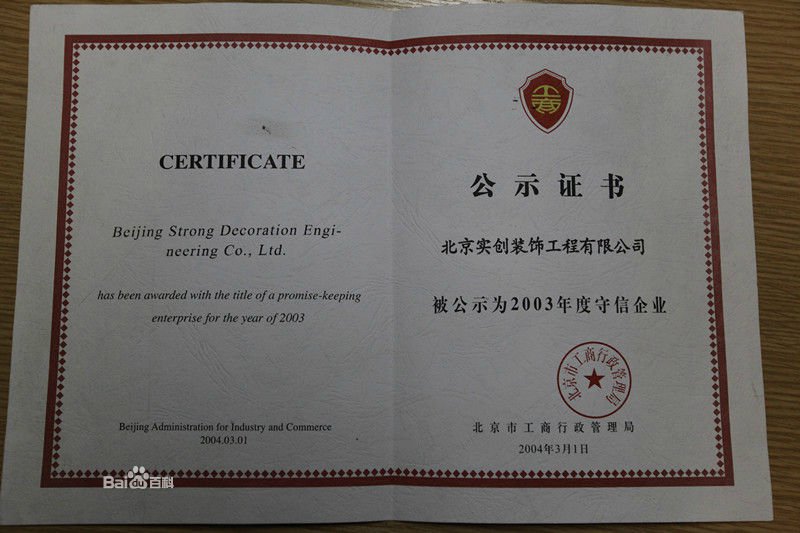 CERTIFICATE
Beijing Strong Decoration Engi-
neering Co., Ltd.
has been awarded with the title of a promise-keeping
enterprise for the year of 2003
Beijing Administration for Industry and Commerce
2004.03.01
Bai百科
工商
公示证书
北京实创装饰工程有限公司
被公示为2003年度守信企业
北京市工商行政管理局
北京市工商行政管理局
2004年3月1日